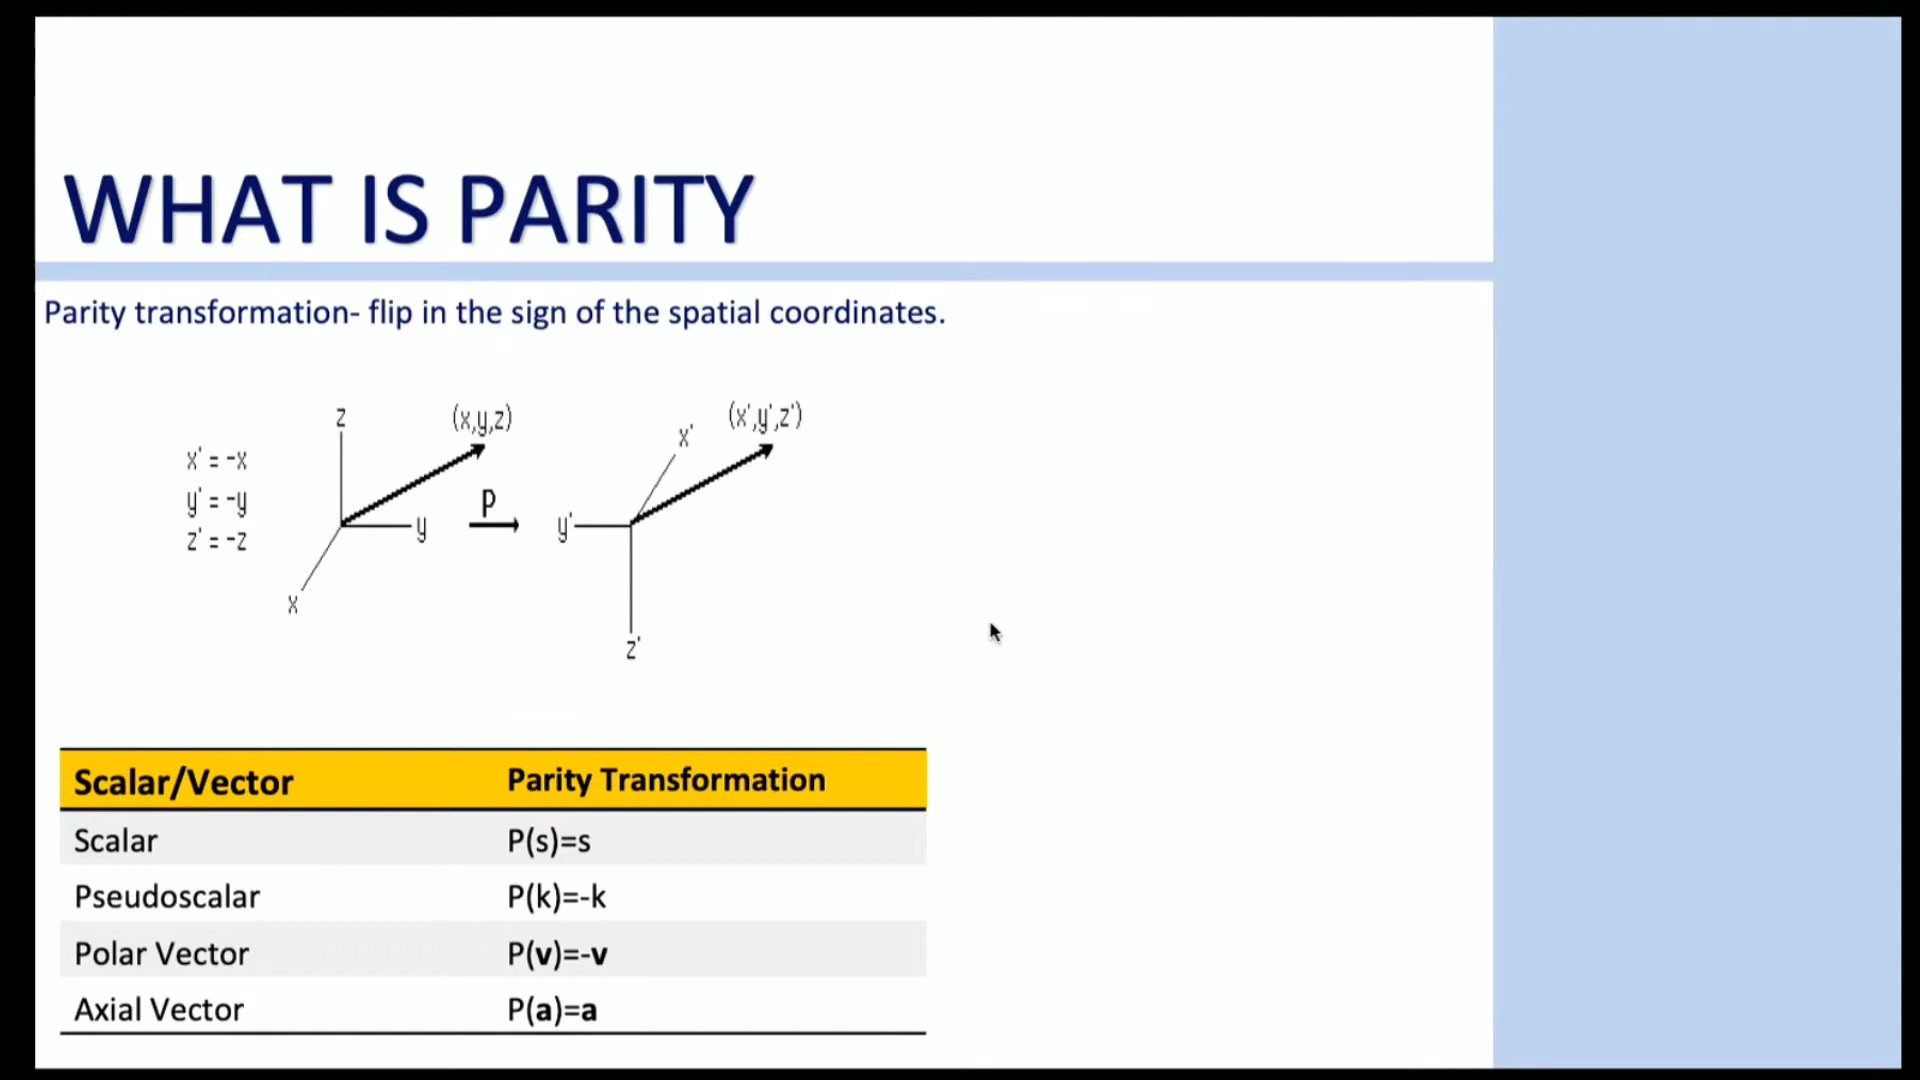 WHAT IS PARITY
Parity transformation- flip in the sign of the spatial coordinates.
x' = -x
y' = -y
z' = -z
z
(x,y,z)
y
x
P
x'
(x',y',z')
y'
z'
Scalar/Vector Parity Transformation
Scalar P(s)=s
Pseudoscalar P(k)=-k
Polar Vector P(v)=-v
Axial Vector P(a)=a